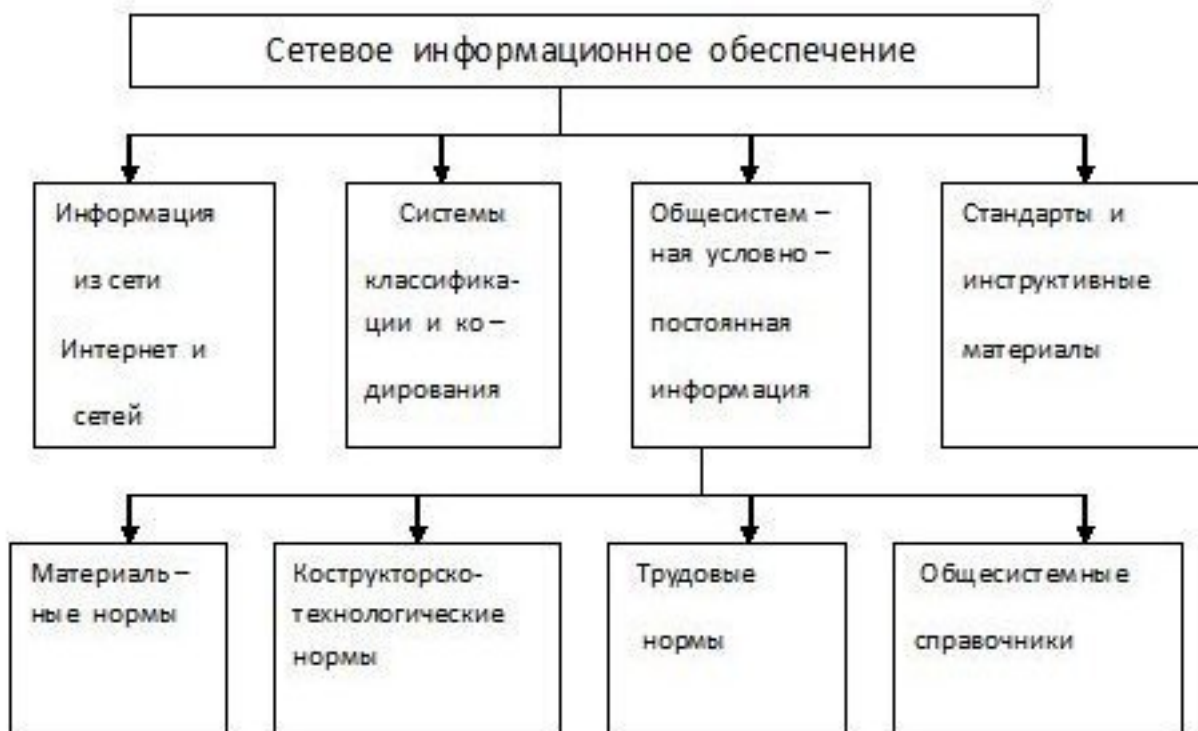 Сетевое информационное обеспечение
Информация
из сети
Интернет и
сетей
Системы
классифика-
ции и ко –
дирования
Общесистем –
ная условно –
постоянная
информация
Стандарты и
инструктивные
материалы
Материаль –
ные нормы
Кострукторско-
технологические
нормы
Трудовые
нормы
Общесистемные
справочники